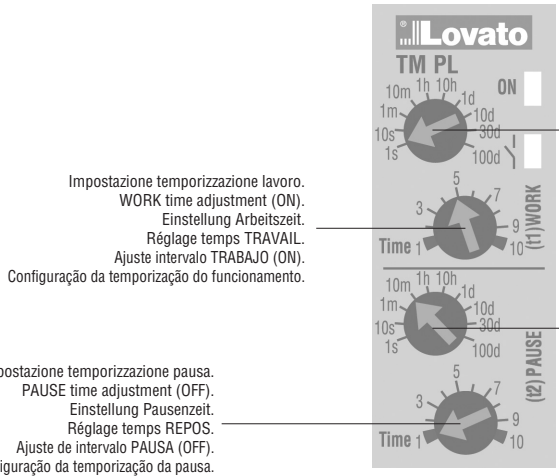 Lovato
TM PL
ON
10m 1h 10h 1d
1m 10d
10s 30d
1s 100d
Impostazione temporizzazione lavoro.
WORK time adjustment (ON).
Einstellung Arbeitszeit.
Réglage temps TRAVAIL.
Ajuste intervalo TRABAJO (ON).
Configuração da temporização do funcionamento.
5
3 7
9
Time 1 10
(t1) WORK
10m 1h 10h 1d
1m 10d
10s 30d
1s 100d
postazione temporizzazione pausa.
PAUSE time adjustment (OFF).
Einstellung Pausenzeit.
Réglage temps REPOS.
Ajuste de intervalo PAUSA (OFF).
figuração da temporização da pausa.
5
3 7
9
Time 1 10
(t2) PAUSE